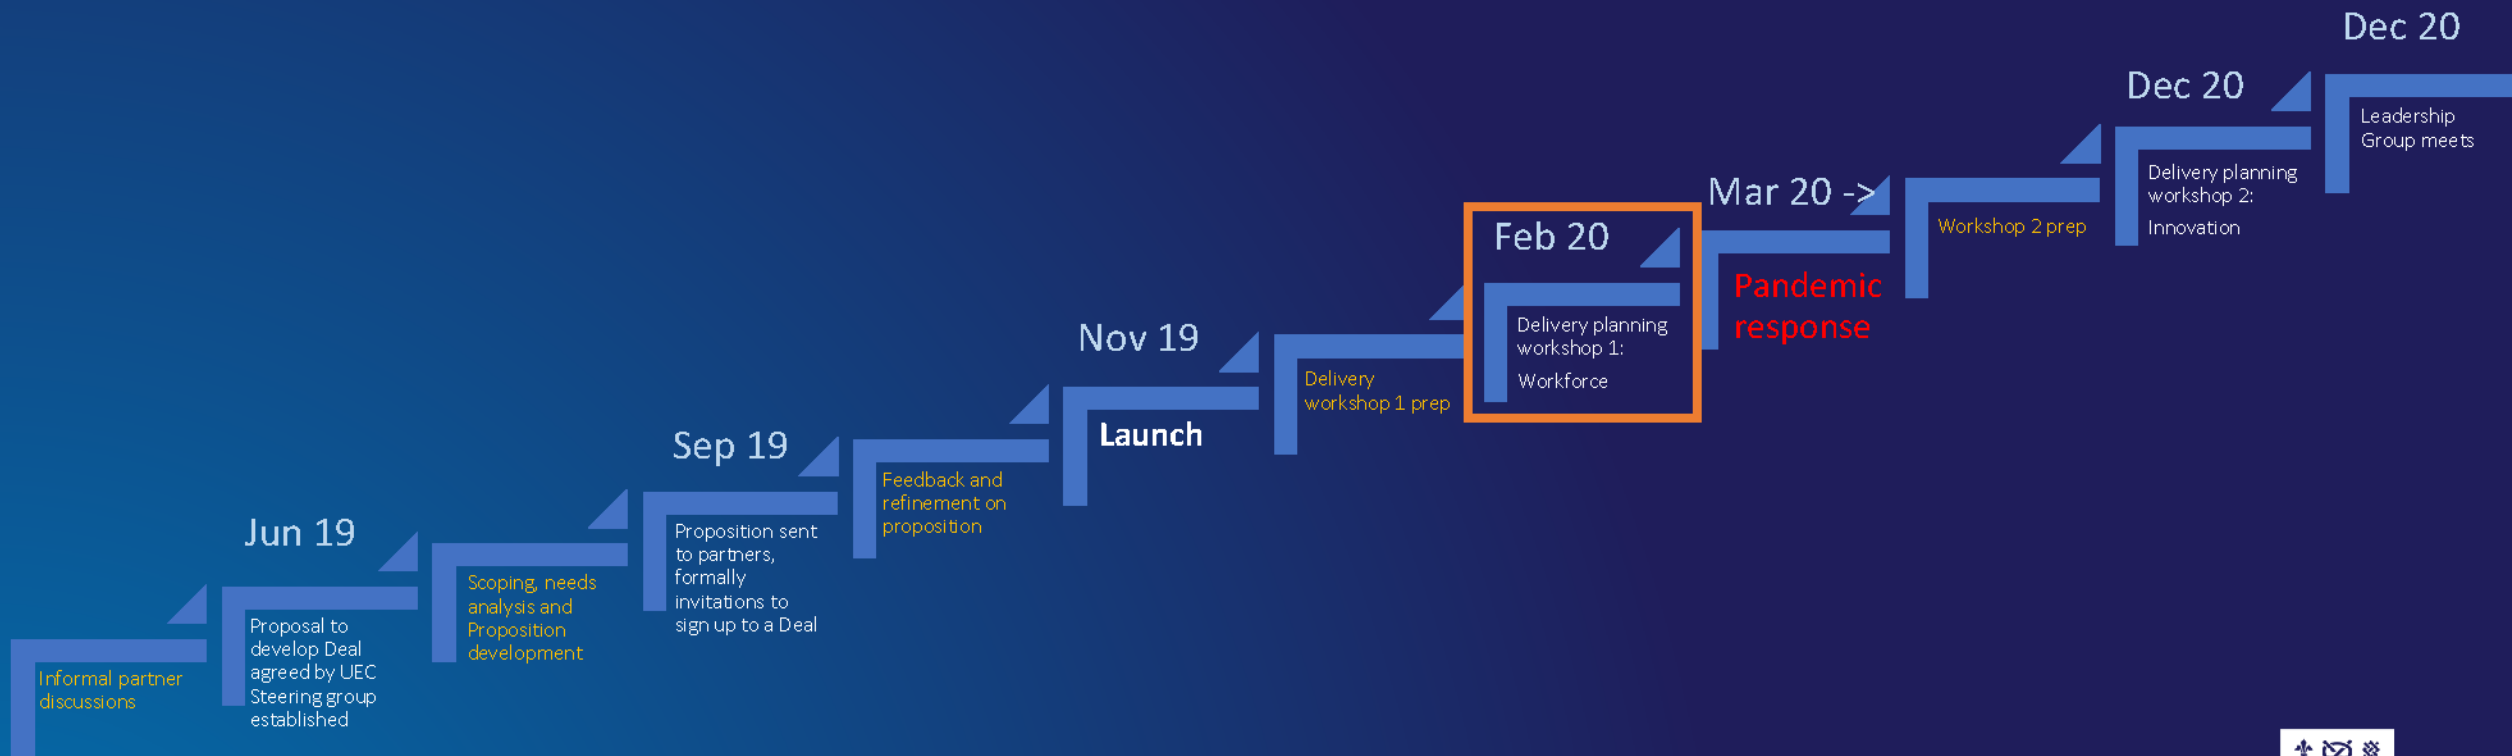 Informal partner
discussions
Jun 19
Proposal to
develop Deal
agreed by UEC
Steering group
established
Scoping, needs
analysis and
Proposition
development
Sep 19
Proposition sent
to partners,
formally
invitations to
sign up to a Deal
Feedback and
refinement on
proposition
Nov 19
Launch
Delivery
workshop 1 prep
Feb 20
Delivery planning
workshop 1:
Workforce
Mar 20 ->
Pandemic
response
Workshop 2 prep
Dec 20
Delivery planning
workshop 2:
Innovation
Dec 20
Leadership
Group meets